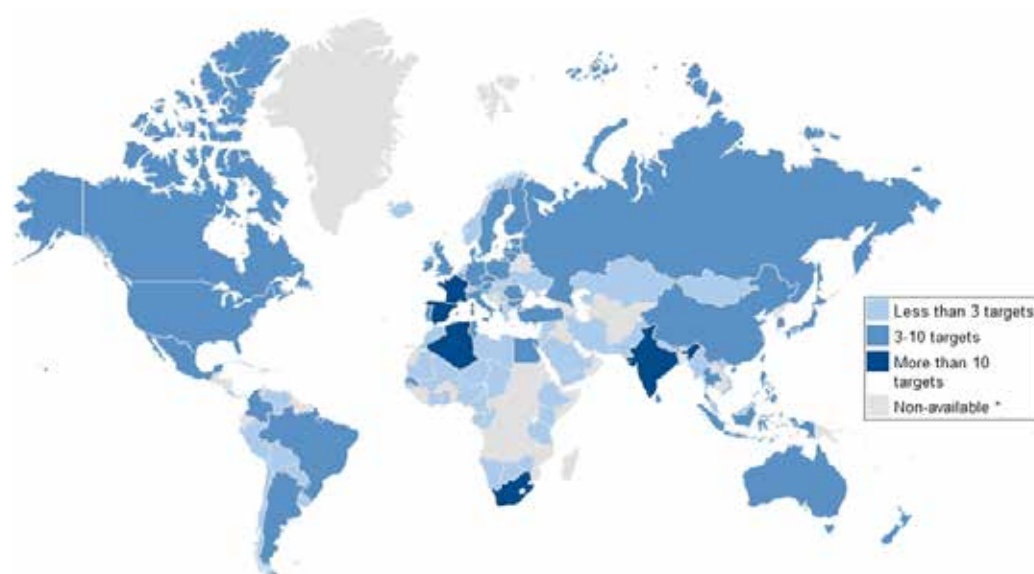 Less than 3 targets
3-10 targets
More than 10
targets
Non-available *